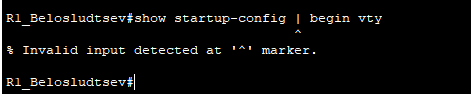 R1_Belosludtsev#show startup-config | begin vty
^
% Invalid input detected at '^' marker.
R1_Belosludtsev#